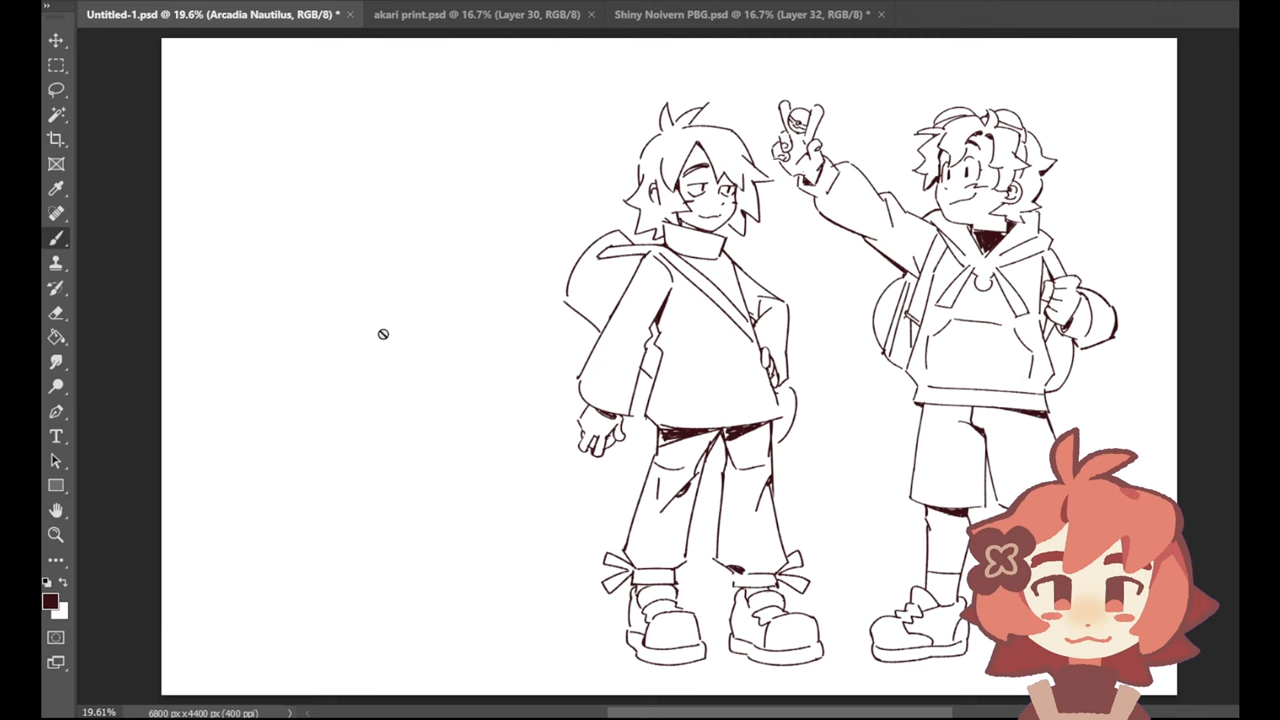 Untitled-1.psd @ 19.6% (Arcadia Nautilus, RGB/8) *
akari print.psd @ 16.7% (Layer 30, RGB/8)
Shiny Noivern PBG.psd @ 16.7% (Layer 32, RGB/8) *
T
19.61%
6800 px x 4400 px (400 ppi)